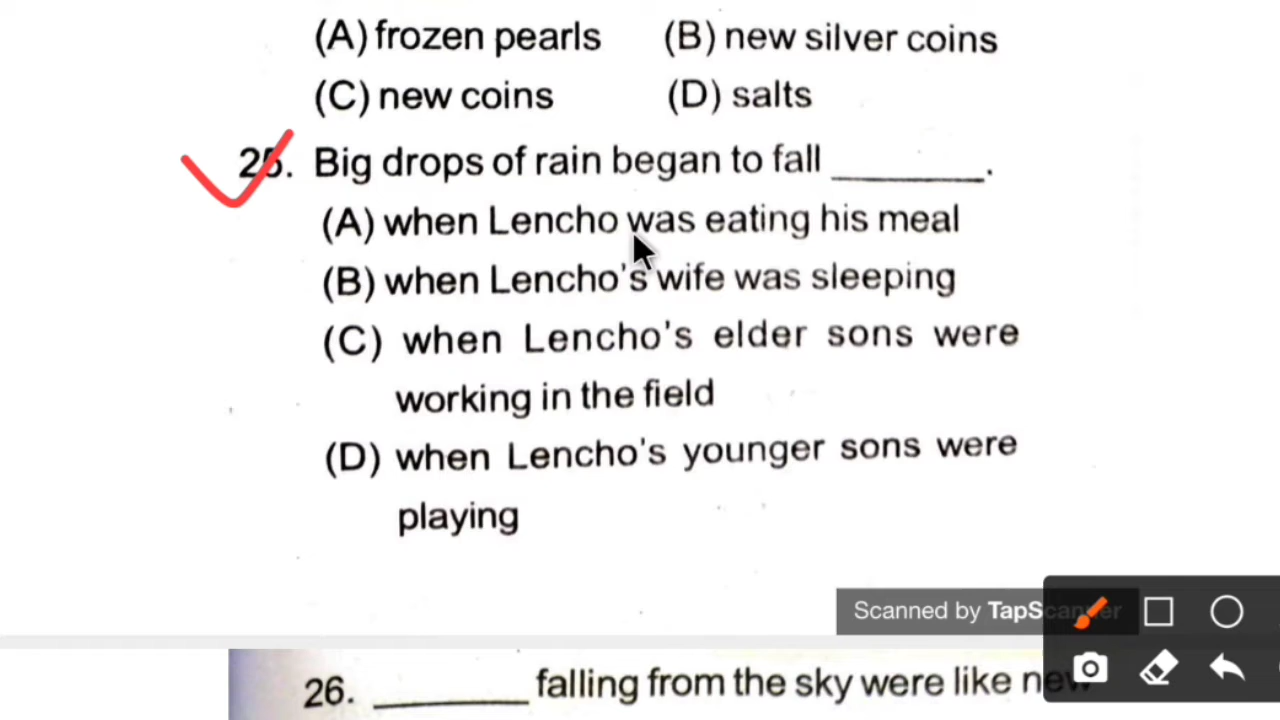 (A) frozen pearls (B) new silver coins
(C) new coins (D) salts
25. Big drops of rain began to fall ________.
(A) when Lencho was eating his meal
(B) when Lencho's wife was sleeping
(C) when Lencho's elder sons were
working in the field
(D) when Lencho's younger sons were
playing
Scanned by TapScanner
26. ________ falling from the sky were like new